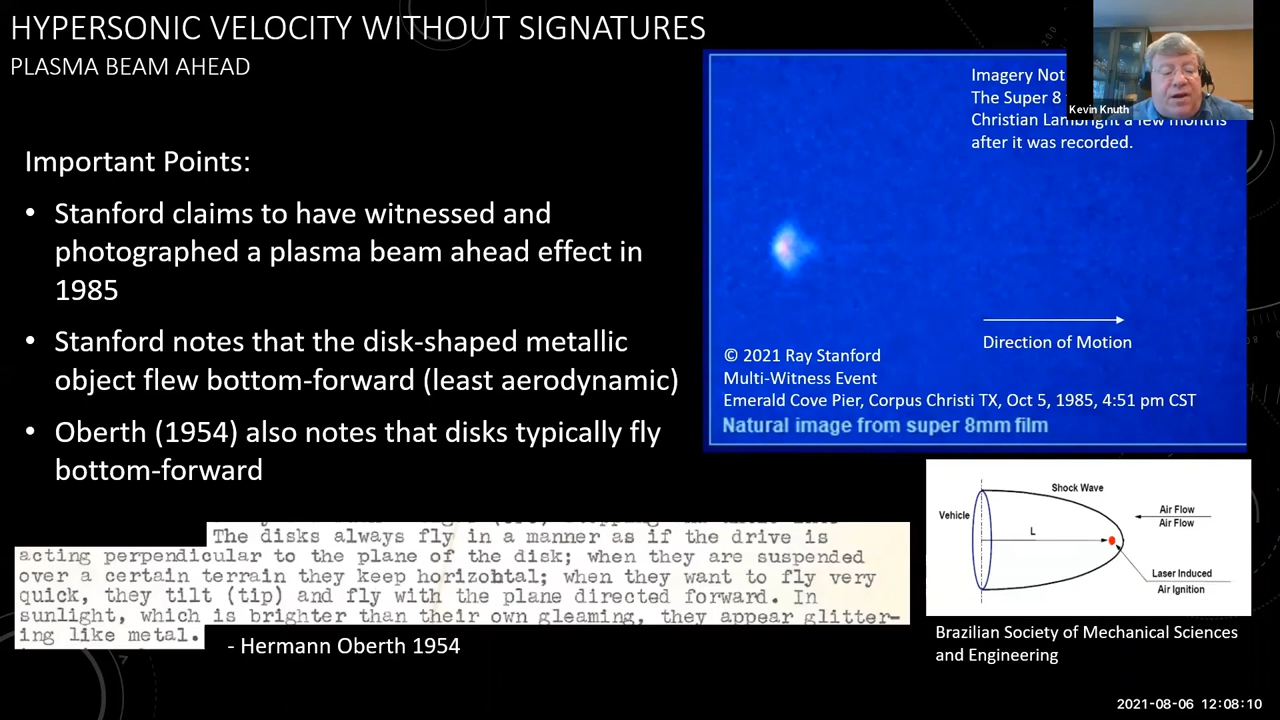 HYPERSONIC VELOCITY WITHOUT SIGNATURES
PLASMA BEAM AHEAD
Important Points:
• Stanford claims to have witnessed and
photographed a plasma beam ahead effect in
1985
• Stanford notes that the disk-shaped metallic
object flew bottom-forward (least aerodynamic)
• Oberth (1954) also notes that disks typically fly
bottom-forward
Imagery Not
The Super 8
Christian Lambright a few months
after it was recorded.
Kevin Knuth
Direction of Motion
© 2021 Ray Stanford
Multi-Witness Event
Emerald Cove Pier, Corpus Christi TX, Oct 5, 1985, 4:51 pm CST
Natural image from super 8mm film
The disks always fly in a manner as if the drive is
acting perpendicular to the plane of the disk; when they are suspended
over a certain terrain they keep horizohtal; when they want to fly very
quick, they tilt (tip) and fly with the plane directed forward. In
sunlight, which is brighter than their own gleaming, they appear glitter-
ing like metal.
- Hermann Oberth 1954
Shock Wave
Vehicle
Air Flow
Air Flow
L
Laser Induced
Air Ignition
Brazilian Society of Mechanical Sciences
and Engineering
2021-08-06 12:08:10